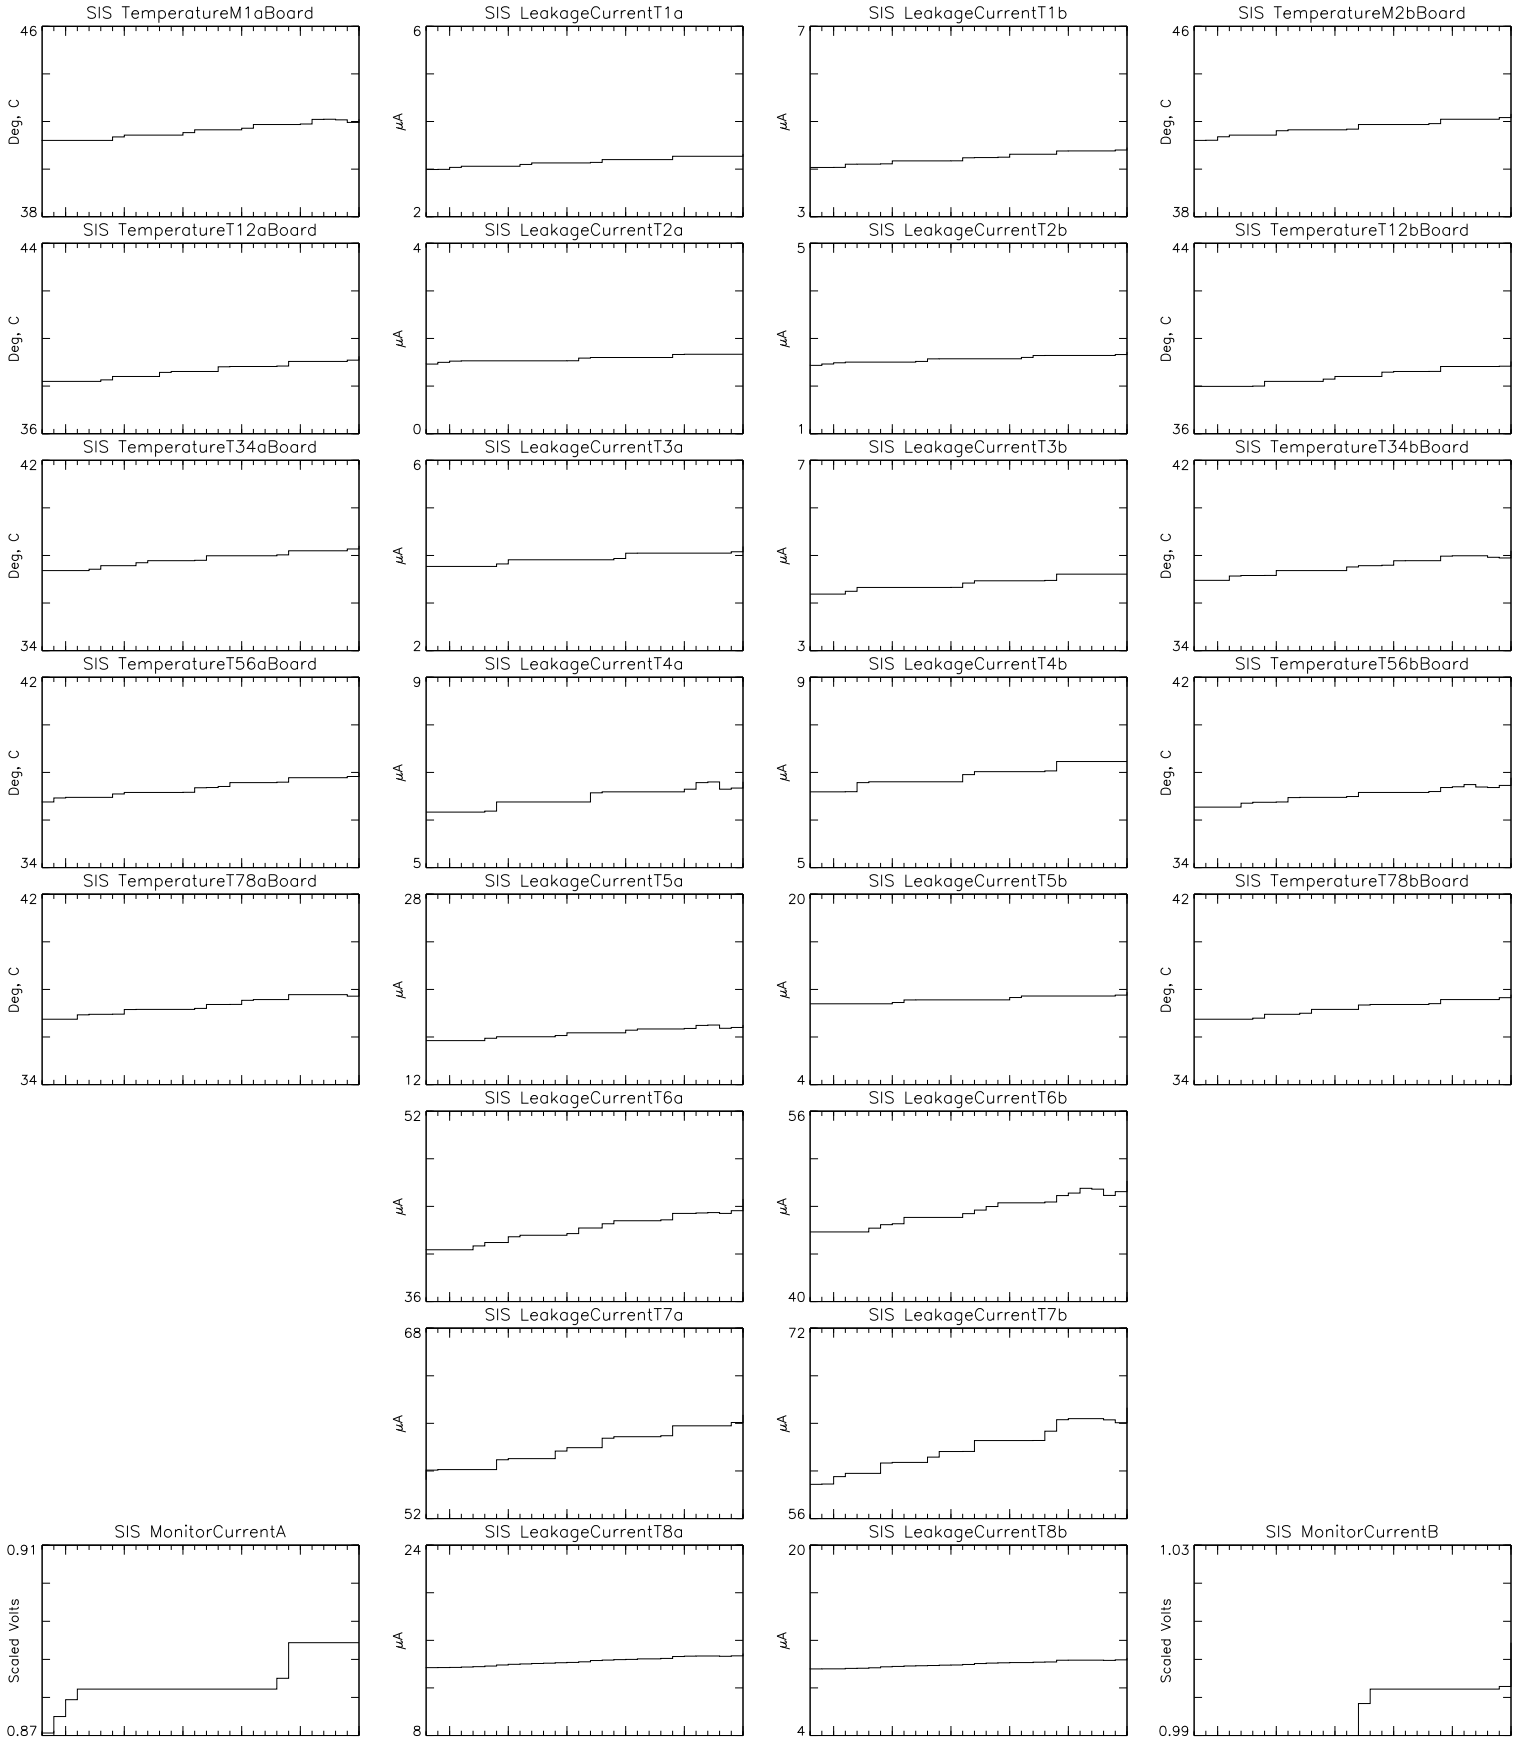 SIS TemperatureM1aBoard
46
Deg, C
38
SIS LeakageCurrentT1a
6
μA
2
SIS LeakageCurrentT1b
7
μA
3
SIS TemperatureM2bBoard
46
Deg, C
38
SIS TemperatureT12aBoard
44
Deg, C
36
SIS LeakageCurrentT2a
4
μA
0
SIS LeakageCurrentT2b
5
μA
1
SIS TemperatureT12bBoard
44
Deg, C
36
SIS TemperatureT34aBoard
42
Deg, C
34
SIS LeakageCurrentT3a
6
μA
2
SIS LeakageCurrentT3b
7
μA
3
SIS TemperatureT34bBoard
42
Deg, C
34
SIS TemperatureT56aBoard
42
Deg, C
34
SIS LeakageCurrentT4a
9
μA
5
SIS LeakageCurrentT4b
9
μA
5
SIS TemperatureT56bBoard
42
Deg, C
34
SIS TemperatureT78aBoard
42
Deg, C
34
SIS LeakageCurrentT5a
28
μA
12
SIS LeakageCurrentT5b
20
μA
4
SIS TemperatureT78bBoard
42
Deg, C
34
SIS LeakageCurrentT6a
52
μA
36
SIS LeakageCurrentT6b
56
μA
40
SIS LeakageCurrentT7a
68
μA
52
SIS LeakageCurrentT7b
72
μA
56
SIS MonitorCurrentA
0.91
Scaled Volts
0.87
SIS LeakageCurrentT8a
24
μA
8
SIS LeakageCurrentT8b
20
μA
4
SIS MonitorCurrentB
1.03
Scaled Volts
0.99